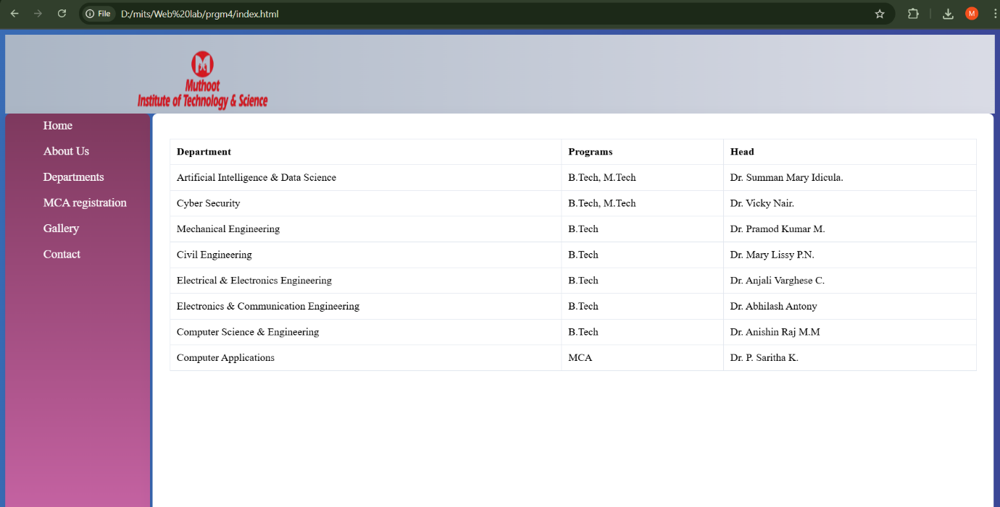 File D:/mits/Web%20lab/prgm4/index.html M
M
Muthoot
Institute of Technology & Science
Home
About Us
Departments
MCA registration
Gallery
Contact
Department Programs Head
Artificial Intelligence & Data Science B.Tech, M.Tech Dr. Summan Mary Idicula.
Cyber Security B.Tech, M.Tech Dr. Vicky Nair.
Mechanical Engineering B.Tech Dr. Pramod Kumar M.
Civil Engineering B.Tech Dr. Mary Lissy P.N.
Electrical & Electronics Engineering B.Tech Dr. Anjali Varghese C.
Electronics & Communication Engineering B.Tech Dr. Abhilash Antony
Computer Science & Engineering B.Tech Dr. Anishin Raj M.M
Computer Applications MCA Dr. P. Saritha K.